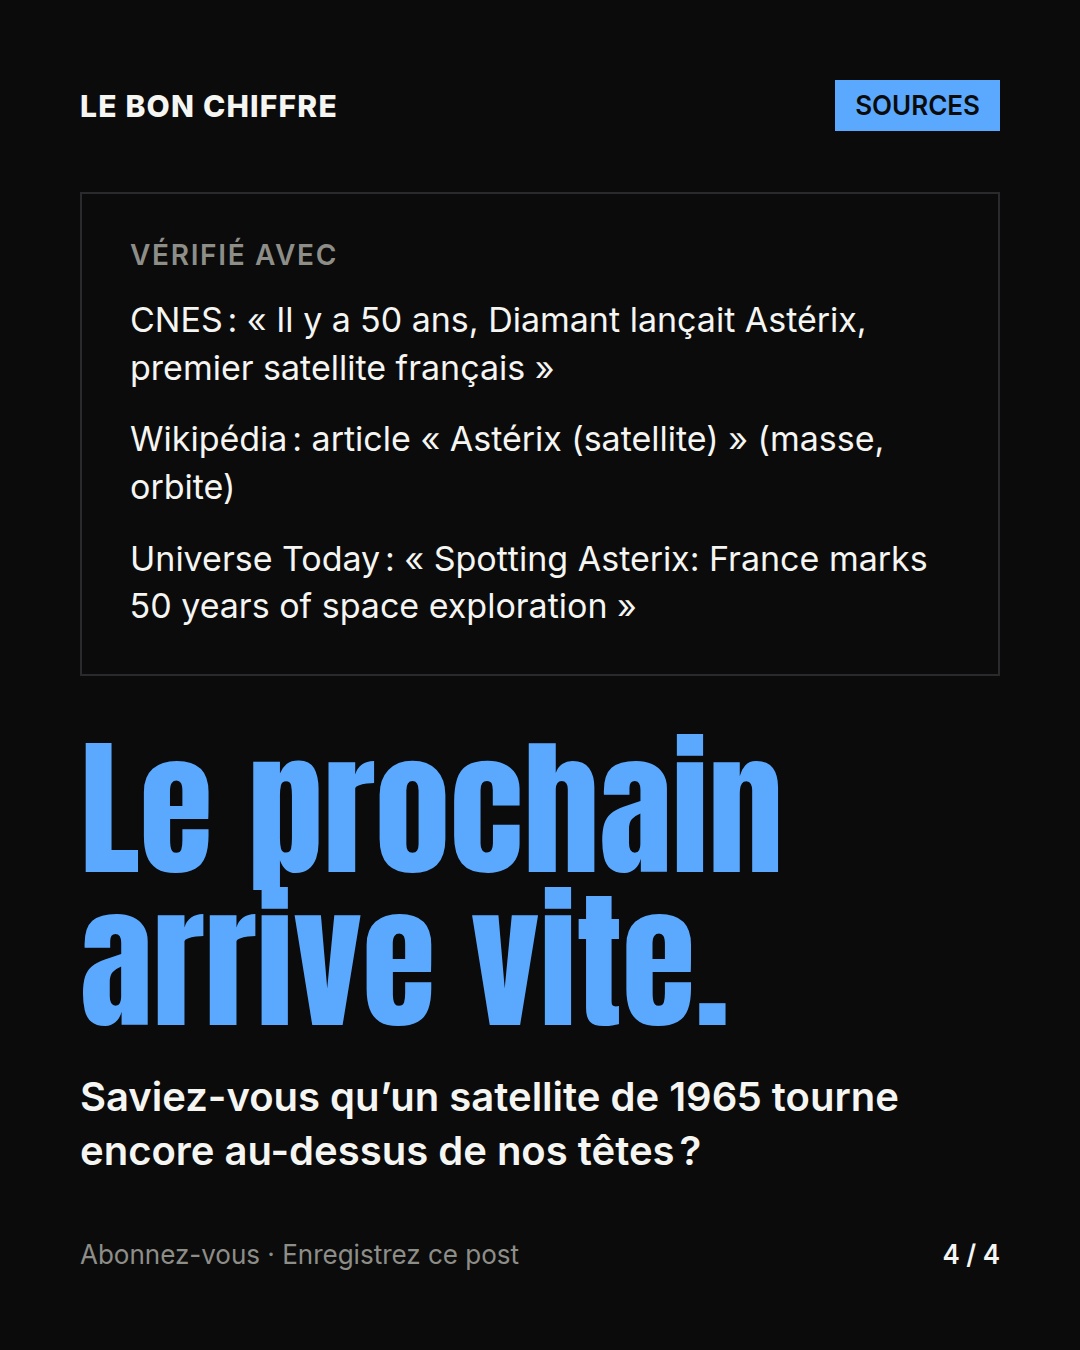 LE BON CHIFFRE
SOURCES
VÉRIFIÉ AVEC
CNES : « Il y a 50 ans, Diamant lançait Astérix,
premier satellite français »
Wikipédia : article « Astérix (satellite) » (masse,
orbite)
Universe Today : « Spotting Asterix: France marks
50 years of space exploration »
Le prochain
arrive vite.
Saviez-vous qu’un satellite de 1965 tourne
encore au-dessus de nos têtes ?
Abonnez-vous · Enregistrez ce post
4 / 4